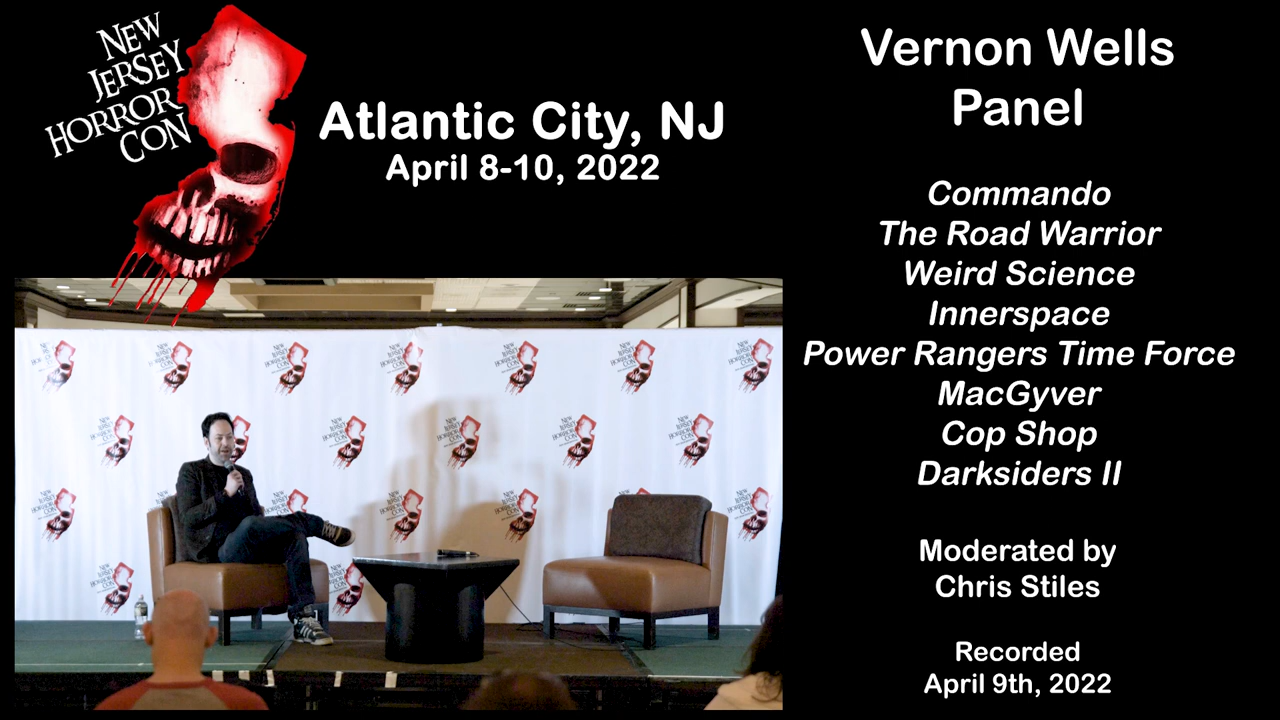 NEW
JERSEY
HORROR
CON
Atlantic City, NJ
April 8-10, 2022
Vernon Wells
Panel
Commando
The Road Warrior
Weird Science
Innerspace
Power Rangers Time Force
MacGyver
Cop Shop
Darksiders II
Moderated by
Chris Stiles
Recorded
April 9th, 2022